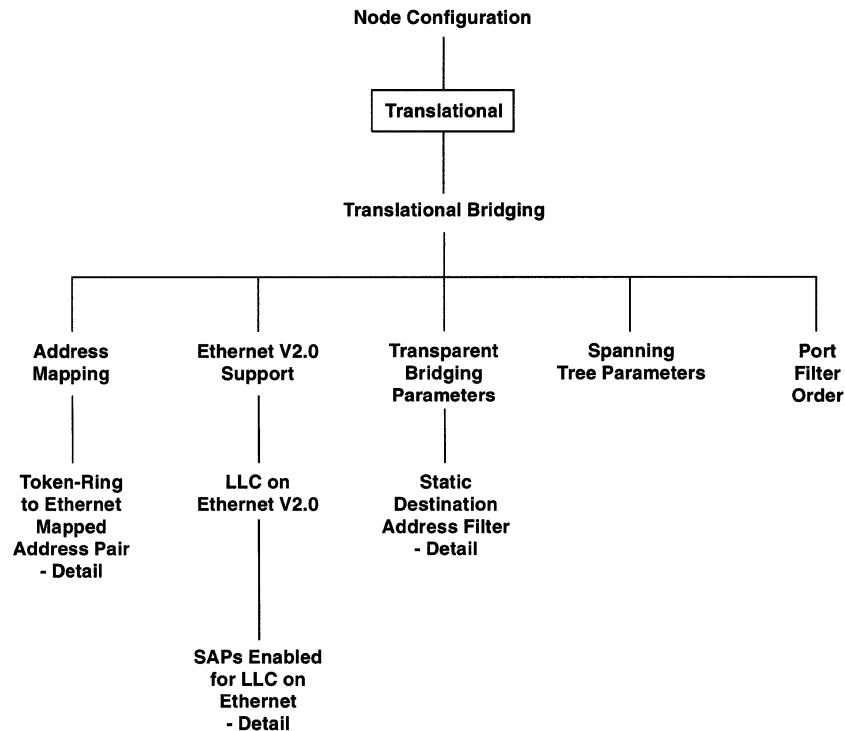 Node Configuration
Translational
Translational Bridging
Address
Mapping
Ethernet V2.0
Support
Transparent
Bridging
Parameters
Spanning
Tree Parameters
Port
Filter
Order
Token-Ring
to Ethernet
Mapped
Address Pair
- Detail
LLC on
Ethernet V2.0
Static
Destination
Address Filter
- Detail
SAPs Enabled
for LLC on
Ethernet
- Detail